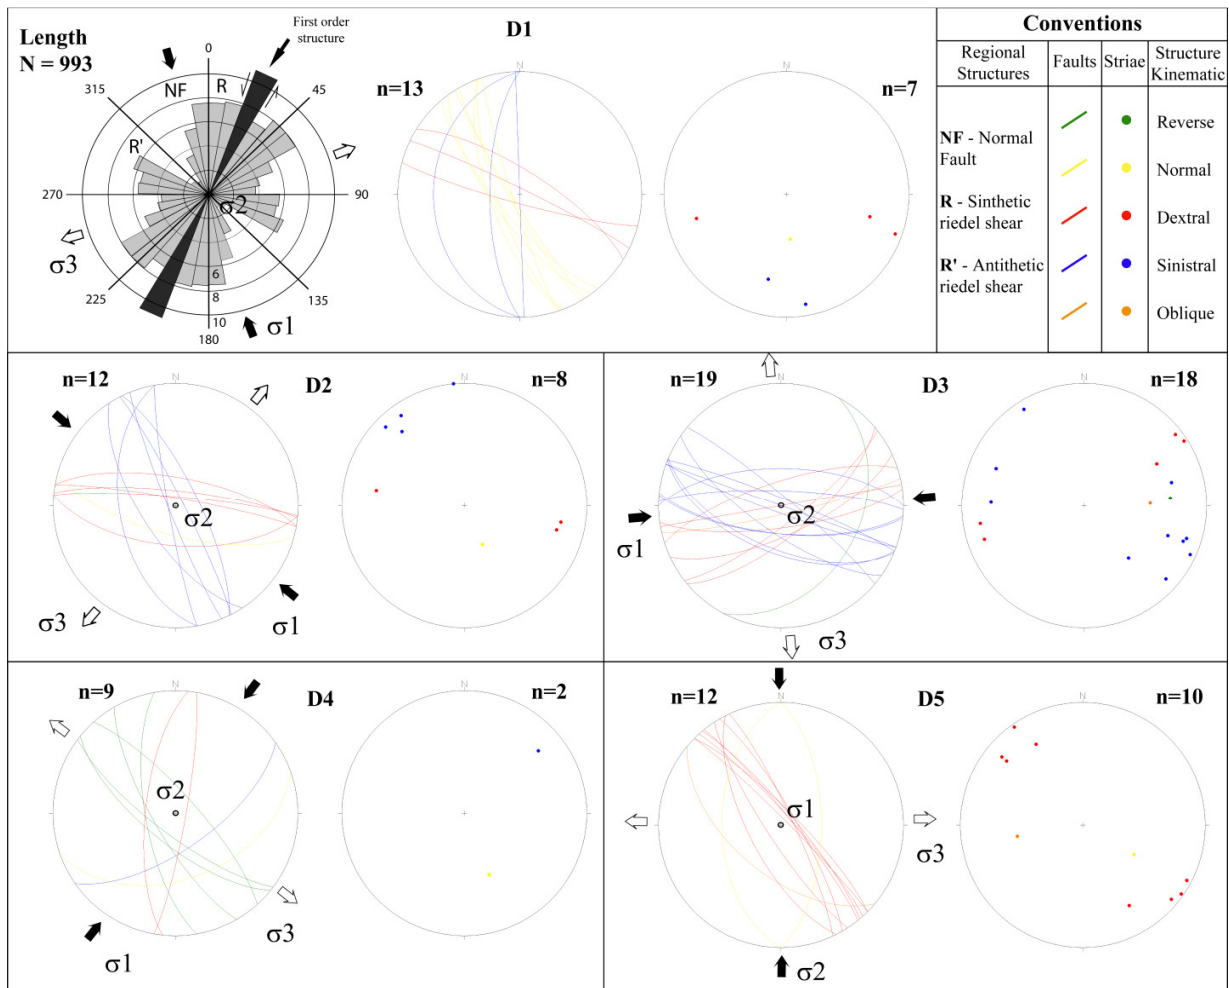 Length
N = 993
First order
structure
0
NF
R
R'
315
45
270
90
225
135
180
6
8
10
σ2
σ3
σ1
D1
n=13
N
n=7
Conventions
Regional
Structures
Faults
Striae
Structure
Kinematic
NF - Normal
Fault
R - Sinthetic
riedel shear
R' - Antithetic
riedel shear
Reverse
Normal
Dextral
Sinistral
Oblique
n=12
D2
n=8
N
σ2
σ3
σ1
n=19
D3
n=18
N
σ2
σ1
σ3
n=9
D4
n=2
N
σ2
σ1
σ3
n=12
D5
n=10
N
σ1
σ3
σ2